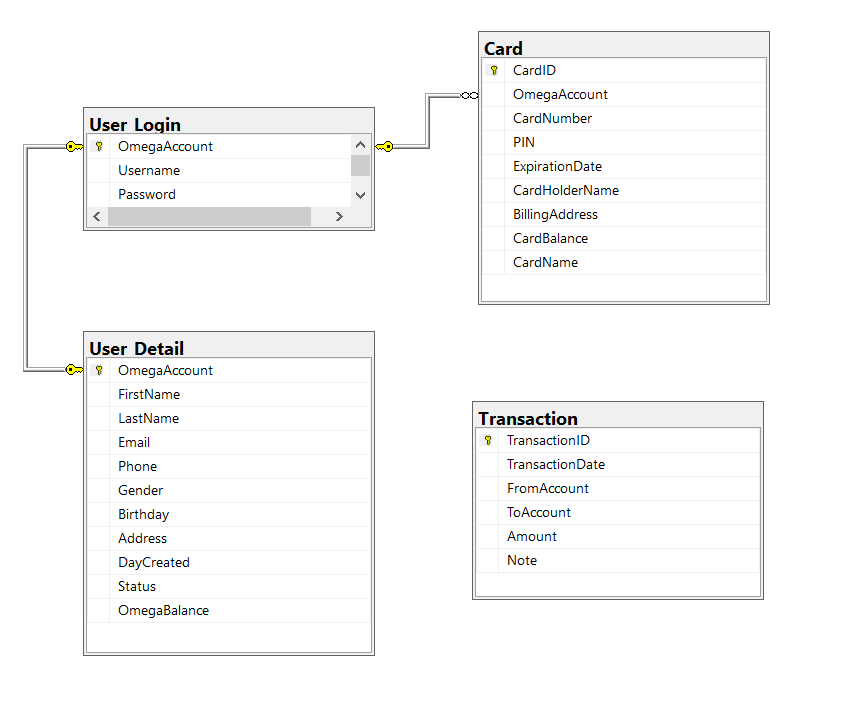 User Login
OmegaAccount
Username
Password
Card
CardID
OmegaAccount
CardNumber
PIN
ExpirationDate
CardHolderName
BillingAddress
CardBalance
CardName
User Detail
OmegaAccount
FirstName
LastName
Email
Phone
Gender
Birthday
Address
DayCreated
Status
OmegaBalance
Transaction
TransactionID
TransactionDate
FromAccount
ToAccount
Amount
Note